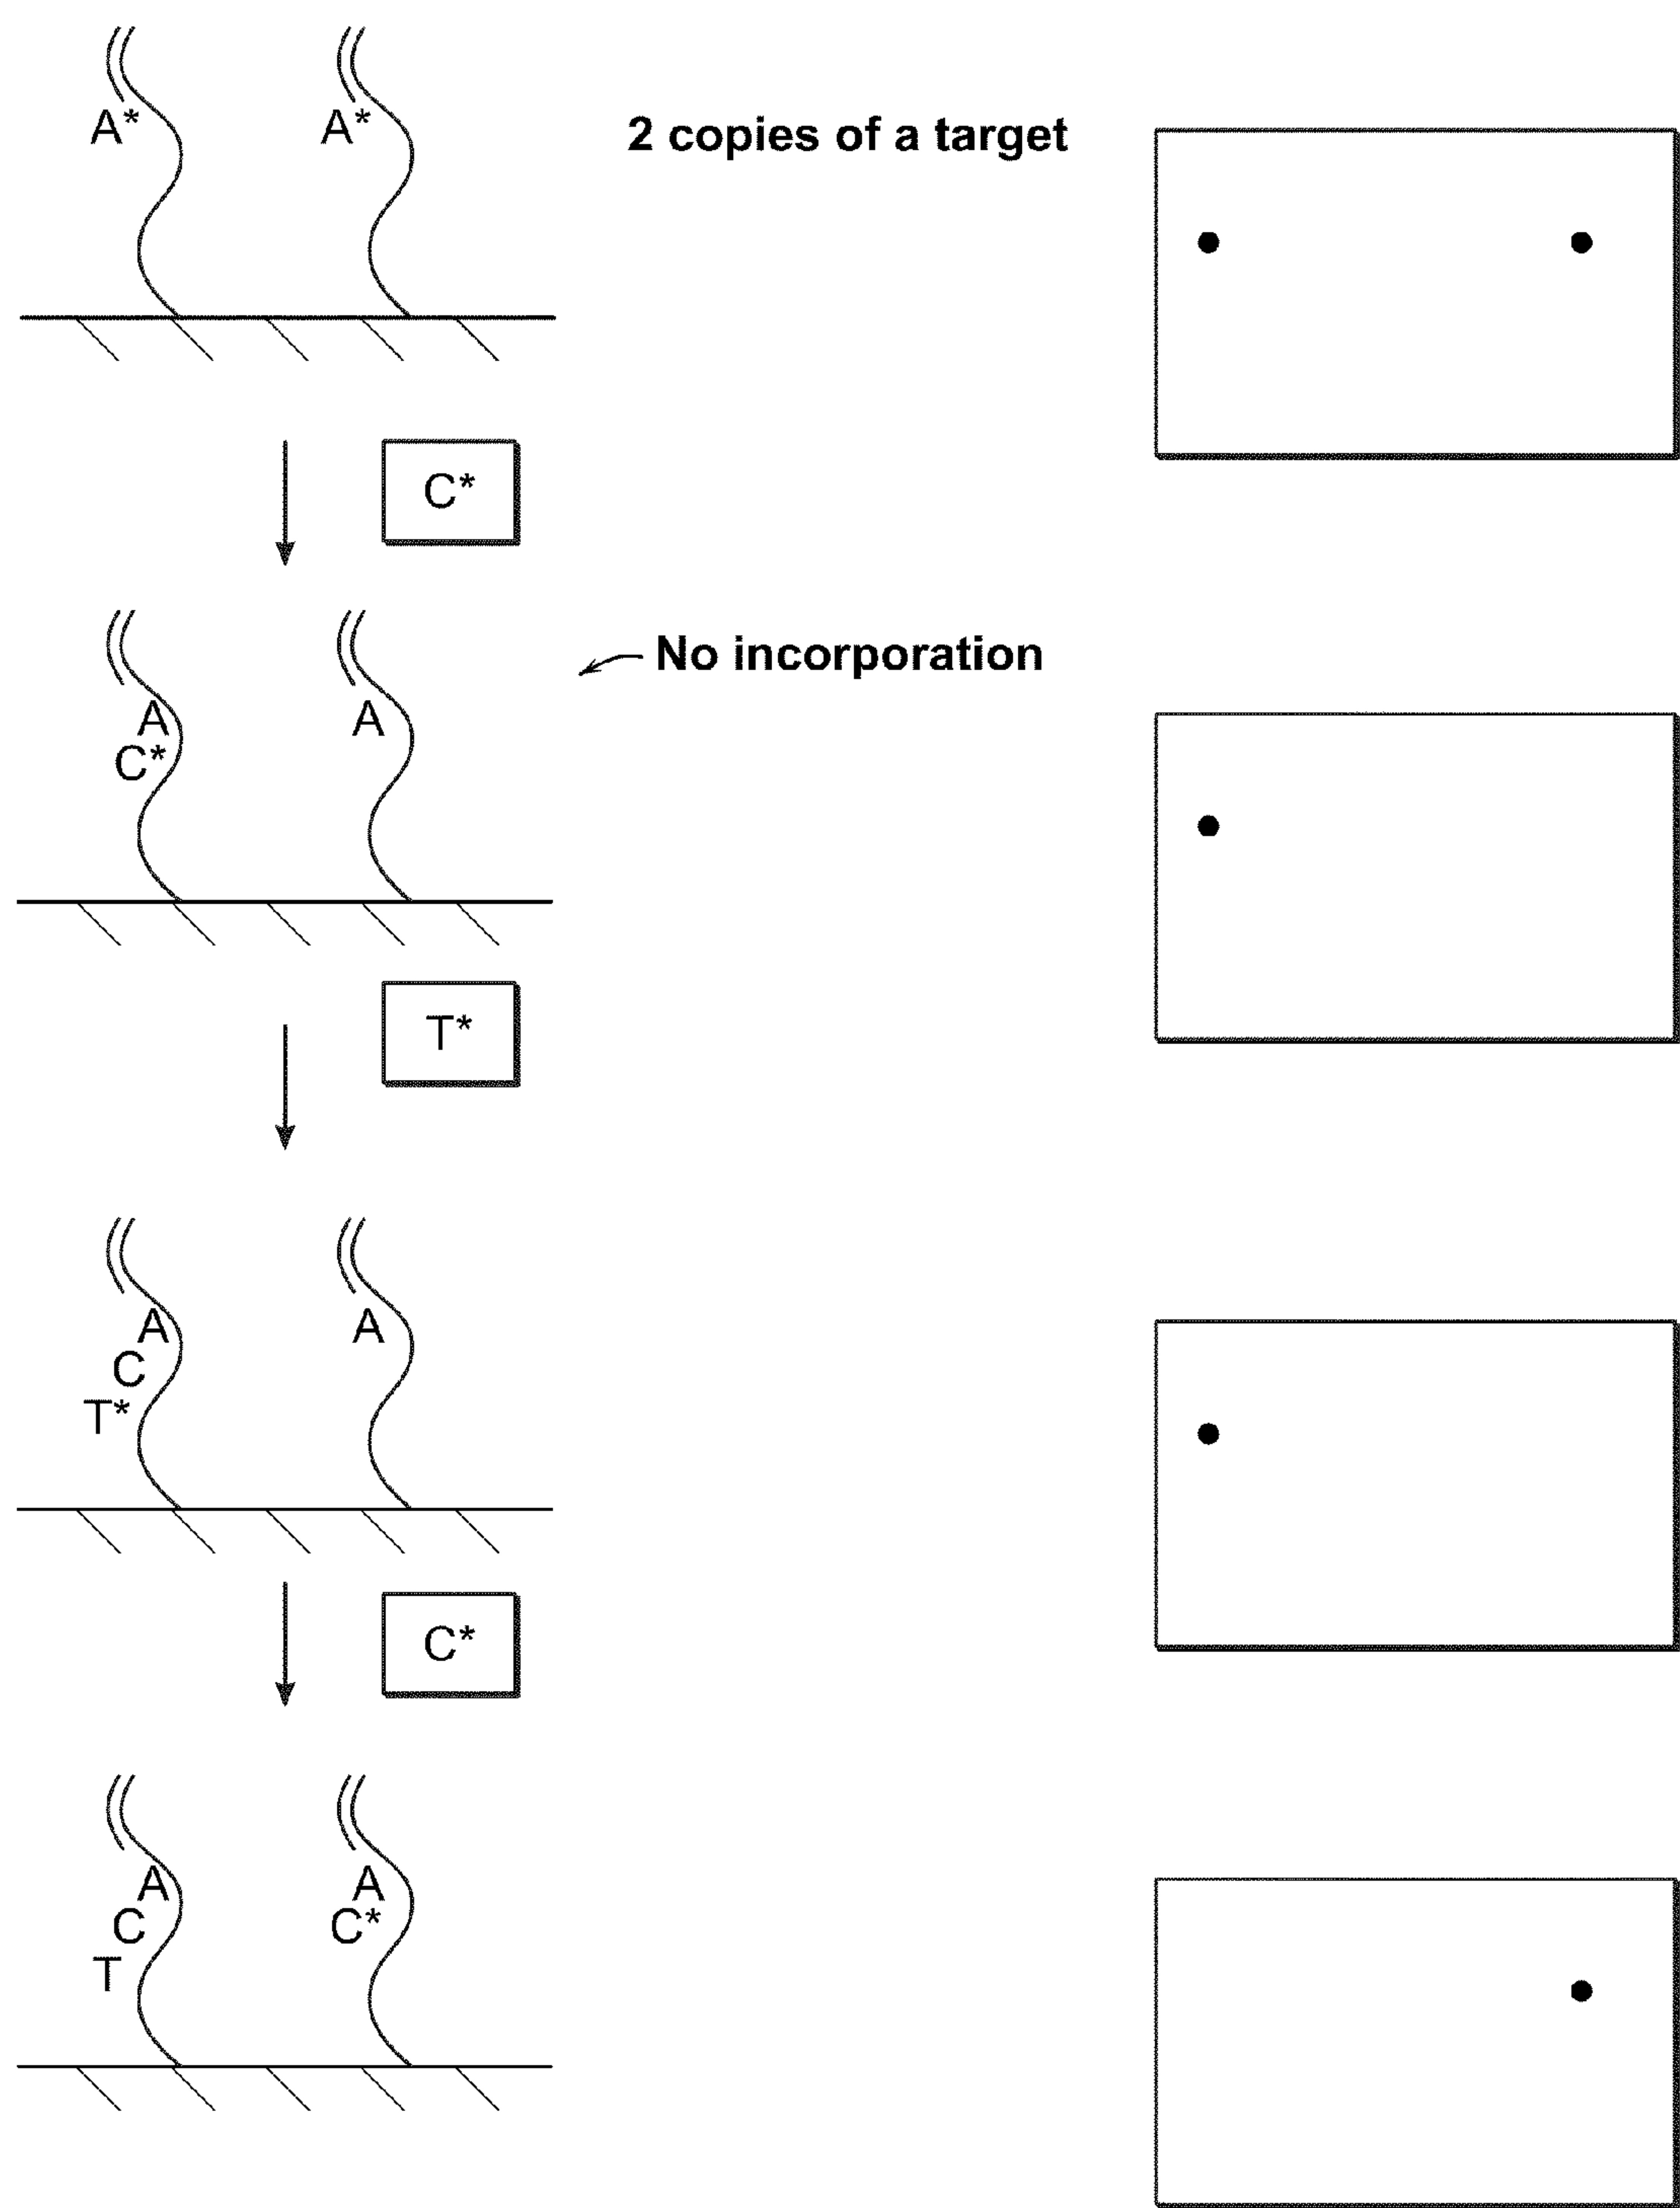 A* A*
2 copies of a target
C*
No incorporation
A A
C*
T*
A A
C
T*
C*
A A
C C*
T